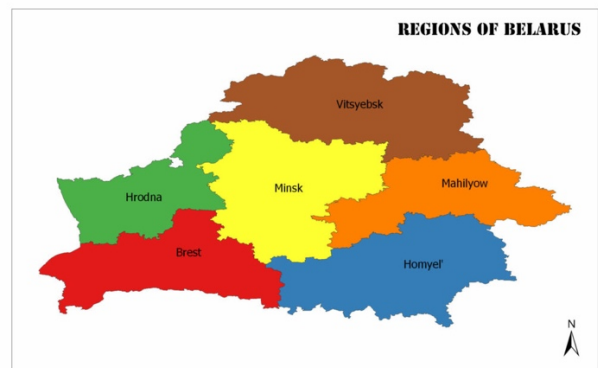 REGIONS OF BELARUS
Vitsyebsk
Minsk
Mahilyow
Hrodna
Brest
Homyel'
N